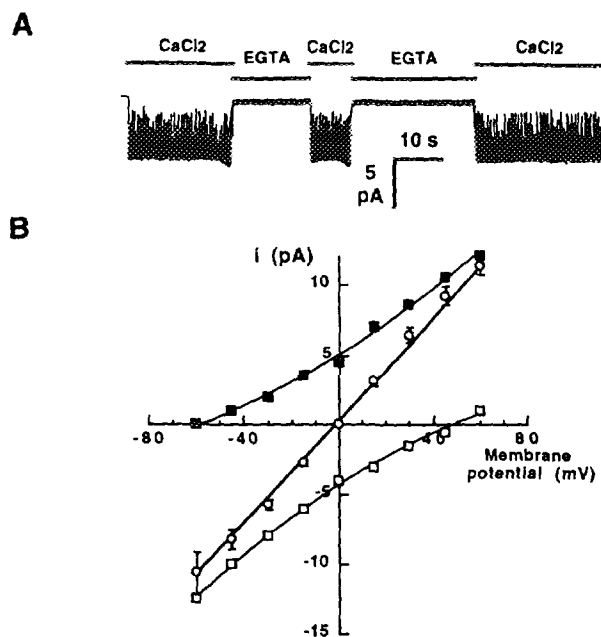 A
CaCl2
EGTA
CaCl2
EGTA
CaCl2
10 s
5
pA
B
I (pA)
10
5
-80
-40
0
40
80
Membrane
potential (mV)
-5
-10
-15